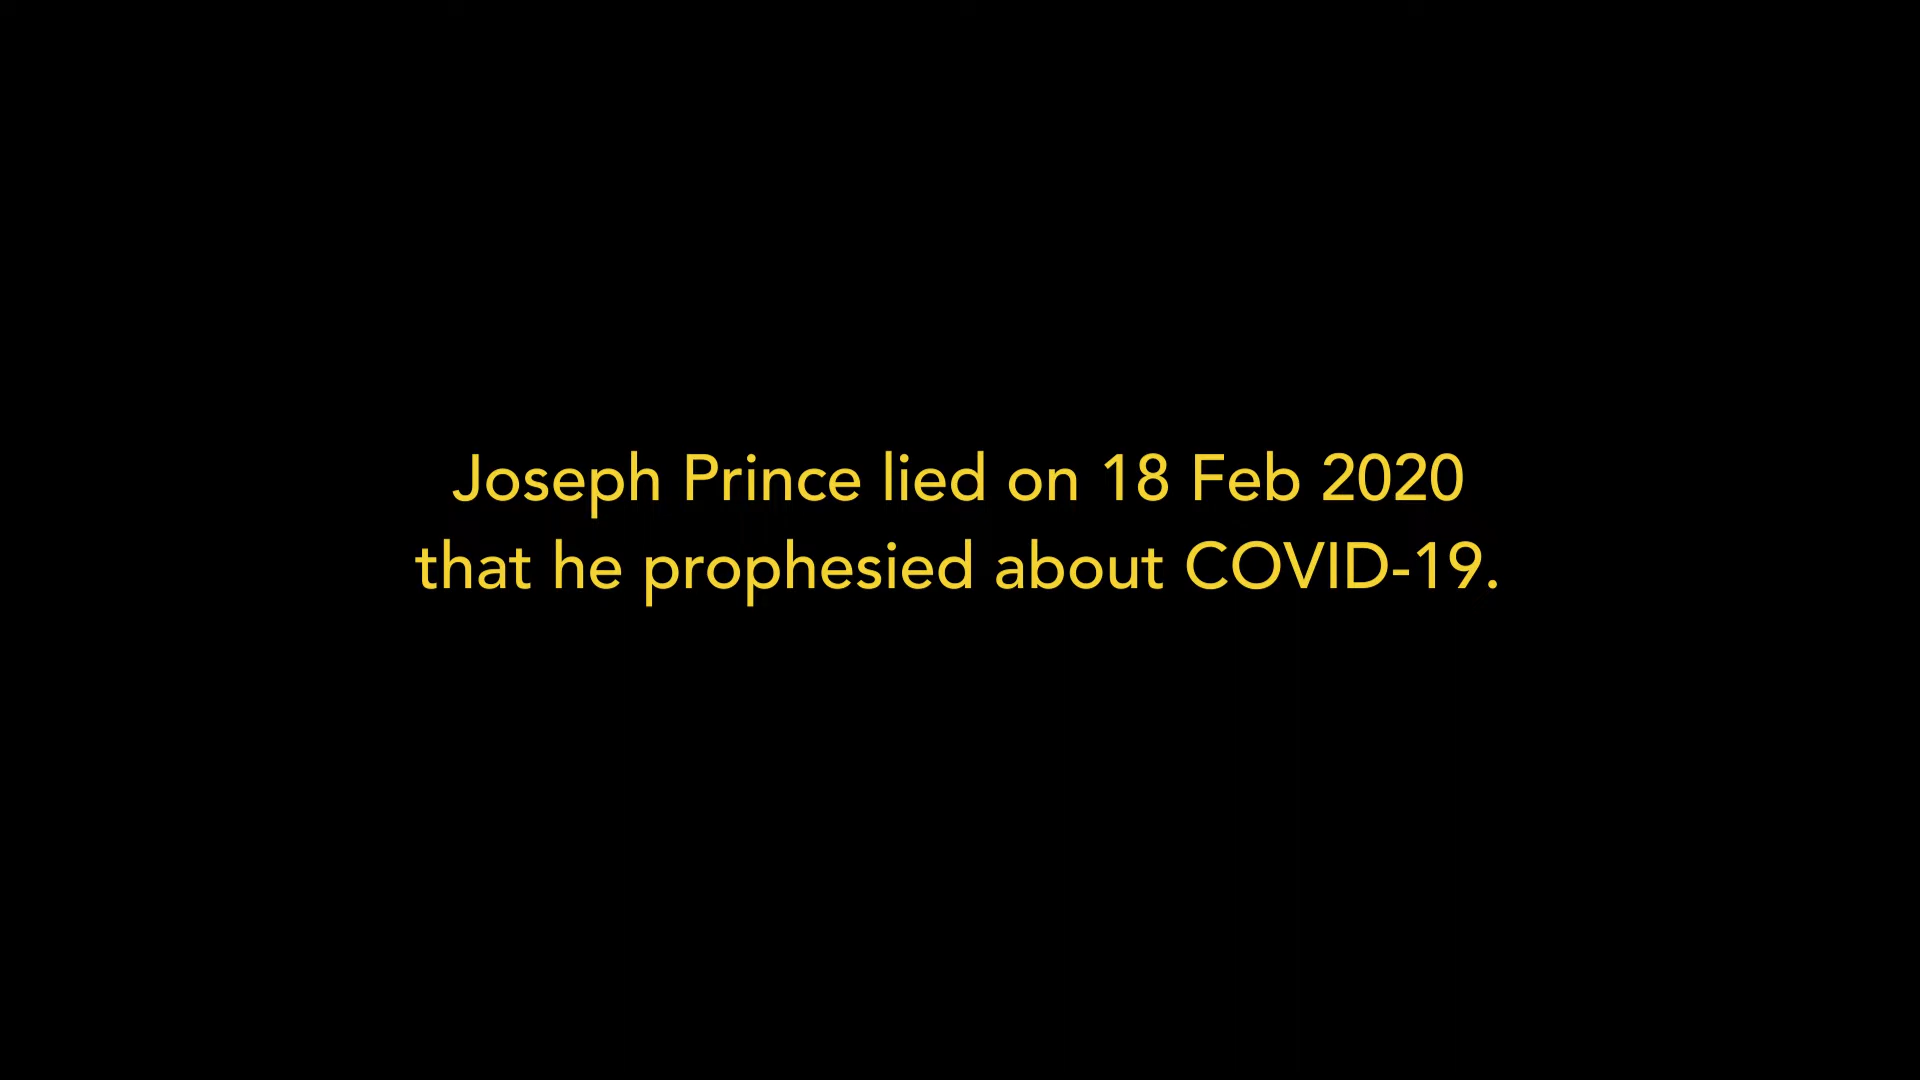 Joseph Prince lied on 18 Feb 2020
that he prophesied about COVID-19.